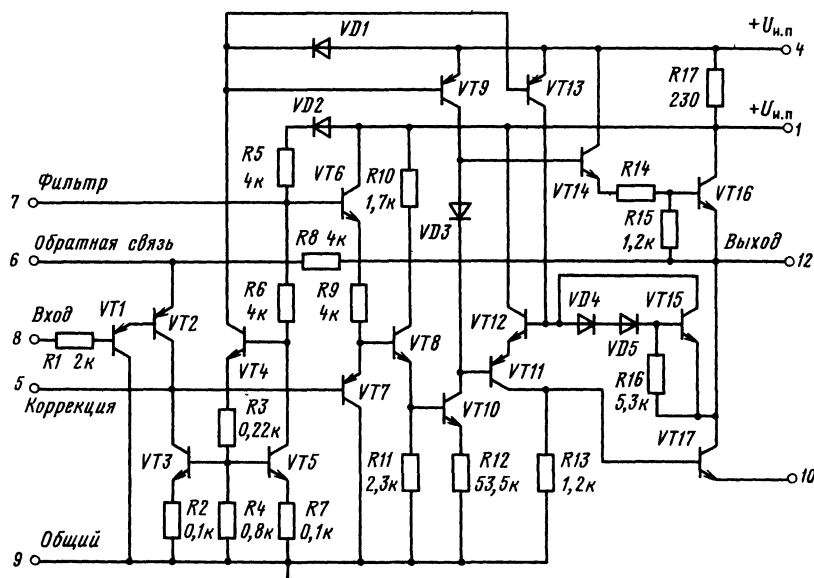 VD1
+Uи.п
4
VT9
VT13
R17
230
VD2
+Uи.п
1
R5
4к
VT6
R10
1,7к
VT14
R14
VT16
7
Фильтр
VD3
R15
1,2к
6
Обратная связь
R8 4к
Выход
12
R6
4к
R9
4к
VD4
VT15
8
Вход
VT1
VT2
VT12
VD5
R1 2к
VT4
VT8
VT11
R16
5,3к
5
Коррекция
VT7
VT10
R3
0,22к
VT17
VT3
VT5
R11
2,3к
R12
53,5к
R13
1,2к
10
R2
0,1к
R4
0,8к
R7
0,1к
9
Общий